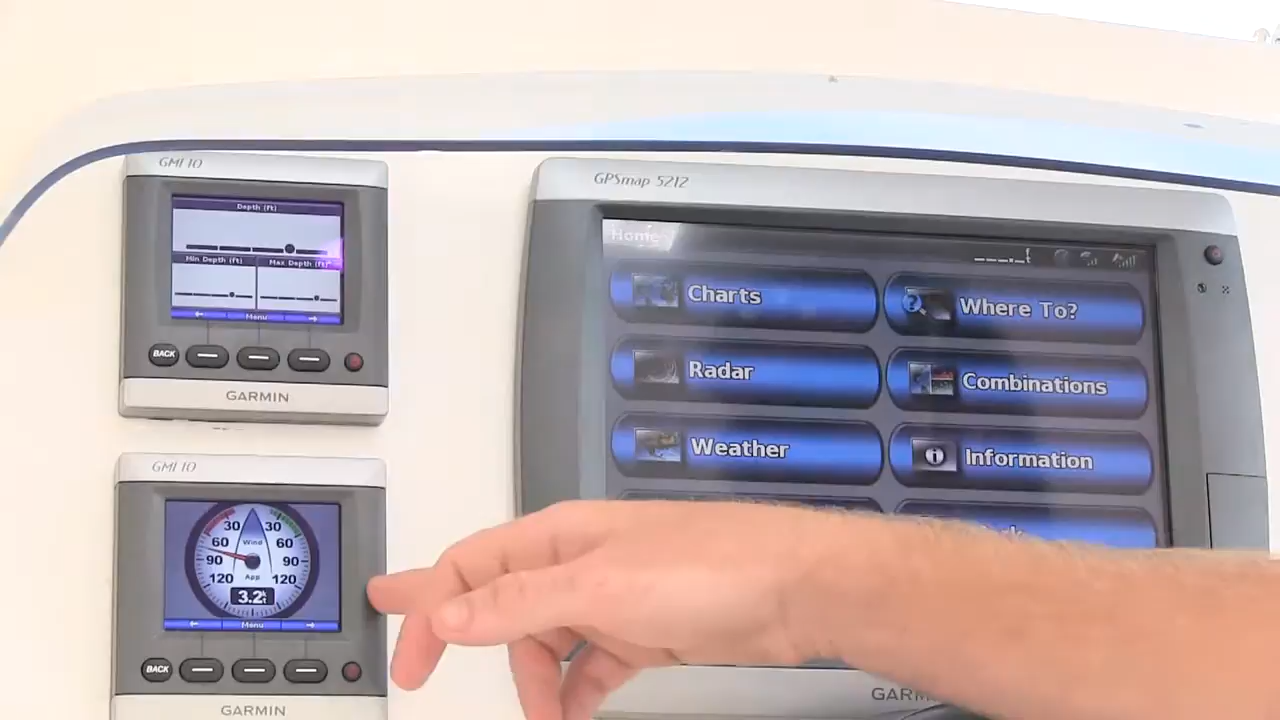 GMI 10
Depth (ft)
Min Depth (ft)
Max Depth (ft)
Menu
BACK
GARMIN
GMI 10
30 30
60 Wind 60
90 90
120 App 120
3.2
Menu
BACK
GARMIN
GPSmap 5212
Home
Charts
Where To?
Radar
Combinations
Weather
Information